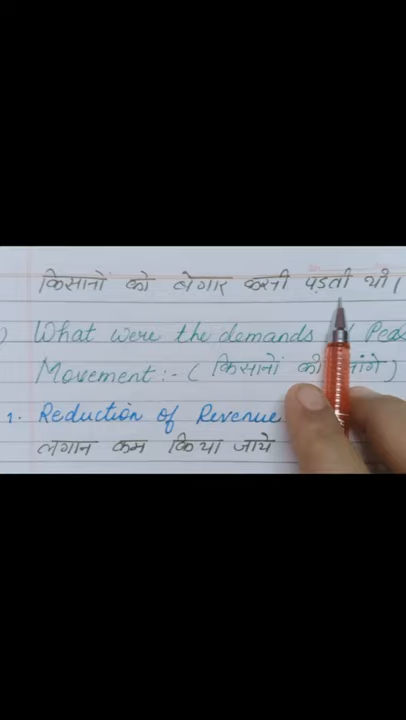 किसानों को बेगार करनी पड़ती थी।
) What were the demands
Movement:- ( किसानों की मांगे )
1. Reduction of Revenue
लगान कम किया जाये